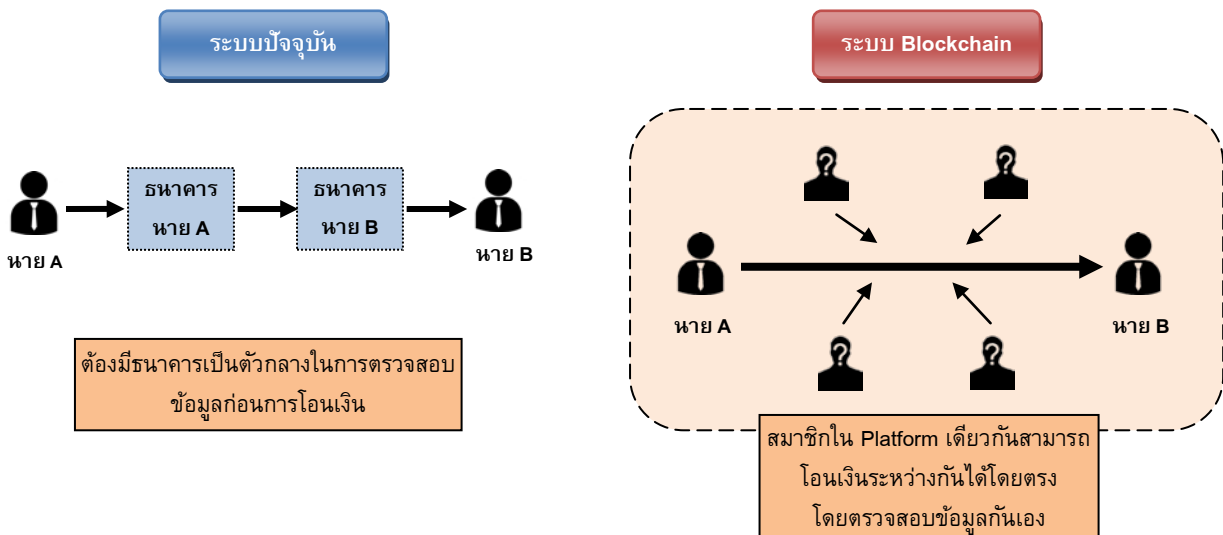 ระบบปัจจุบัน
นาย A
ธนาคาร
นาย A
ธนาคาร
นาย B
นาย B
ต้องมีธนาคารเป็นตัวกลางในการตรวจสอบ
ข้อมูลก่อนการโอนเงิน
ระบบ Blockchain
?
?
นาย A
นาย B
?
?
สมาชิกใน Platform เดียวกันสามารถ
โอนเงินระหว่างกันได้โดยตรง
โดยตรวจสอบข้อมูลกันเอง